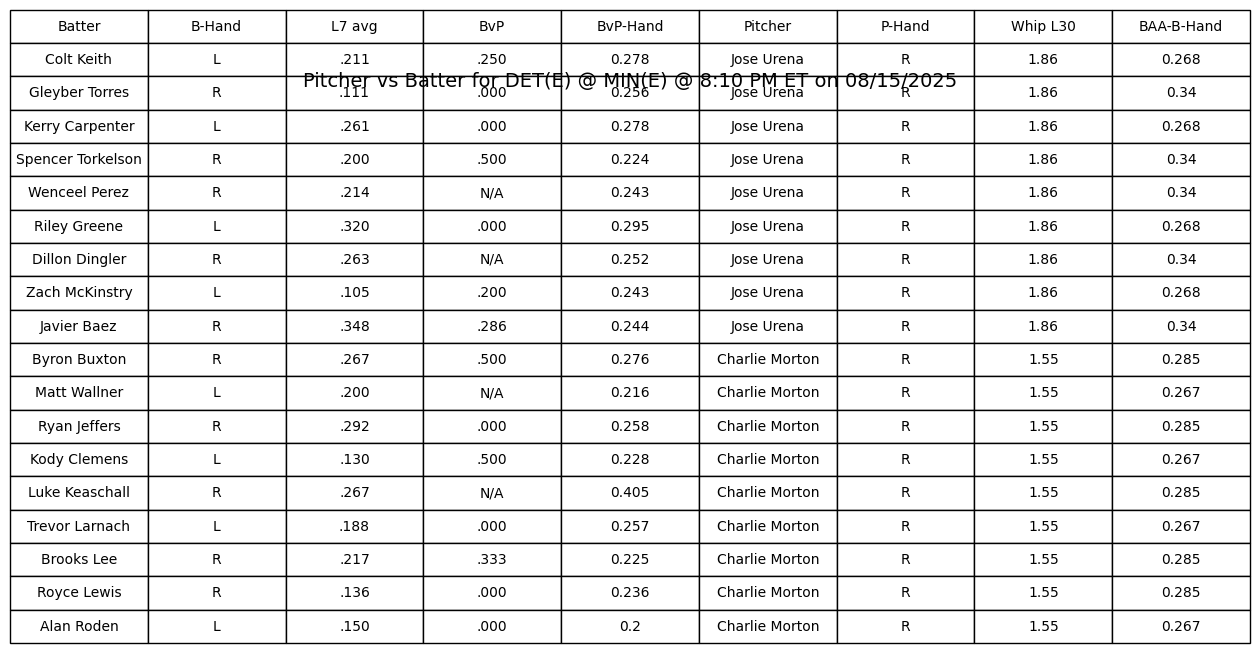 Batter B-Hand L7 avg BvP BvP-Hand Pitcher P-Hand Whip L30 BAA-B-Hand
Colt Keith L .211 .250 0.278 Jose Urena R 1.86 0.268
Pitcher vs Batter for DET(E) @ MIN(E) @ 8:10 PM ET on 08/15/2025
Gleyber Torres R .111 .000 0.256 Jose Urena R 1.86 0.34
Kerry Carpenter L .261 .000 0.278 Jose Urena R 1.86 0.268
Spencer Torkelson R .200 .500 0.224 Jose Urena R 1.86 0.34
Wenceel Perez R .214 N/A 0.243 Jose Urena R 1.86 0.34
Riley Greene L .320 .000 0.295 Jose Urena R 1.86 0.268
Dillon Dingler R .263 N/A 0.252 Jose Urena R 1.86 0.34
Zach McKinstry L .105 .200 0.243 Jose Urena R 1.86 0.268
Javier Baez R .348 .286 0.244 Jose Urena R 1.86 0.34
Byron Buxton R .267 .500 0.276 Charlie Morton R 1.55 0.285
Matt Wallner L .200 N/A 0.216 Charlie Morton R 1.55 0.267
Ryan Jeffers R .292 .000 0.258 Charlie Morton R 1.55 0.285
Kody Clemens L .130 .500 0.228 Charlie Morton R 1.55 0.267
Luke Keaschall R .267 N/A 0.405 Charlie Morton R 1.55 0.285
Trevor Larnach L .188 .000 0.257 Charlie Morton R 1.55 0.267
Brooks Lee R .217 .333 0.225 Charlie Morton R 1.55 0.285
Royce Lewis R .136 .000 0.236 Charlie Morton R 1.55 0.285
Alan Roden L .150 .000 0.2 Charlie Morton R 1.55 0.267